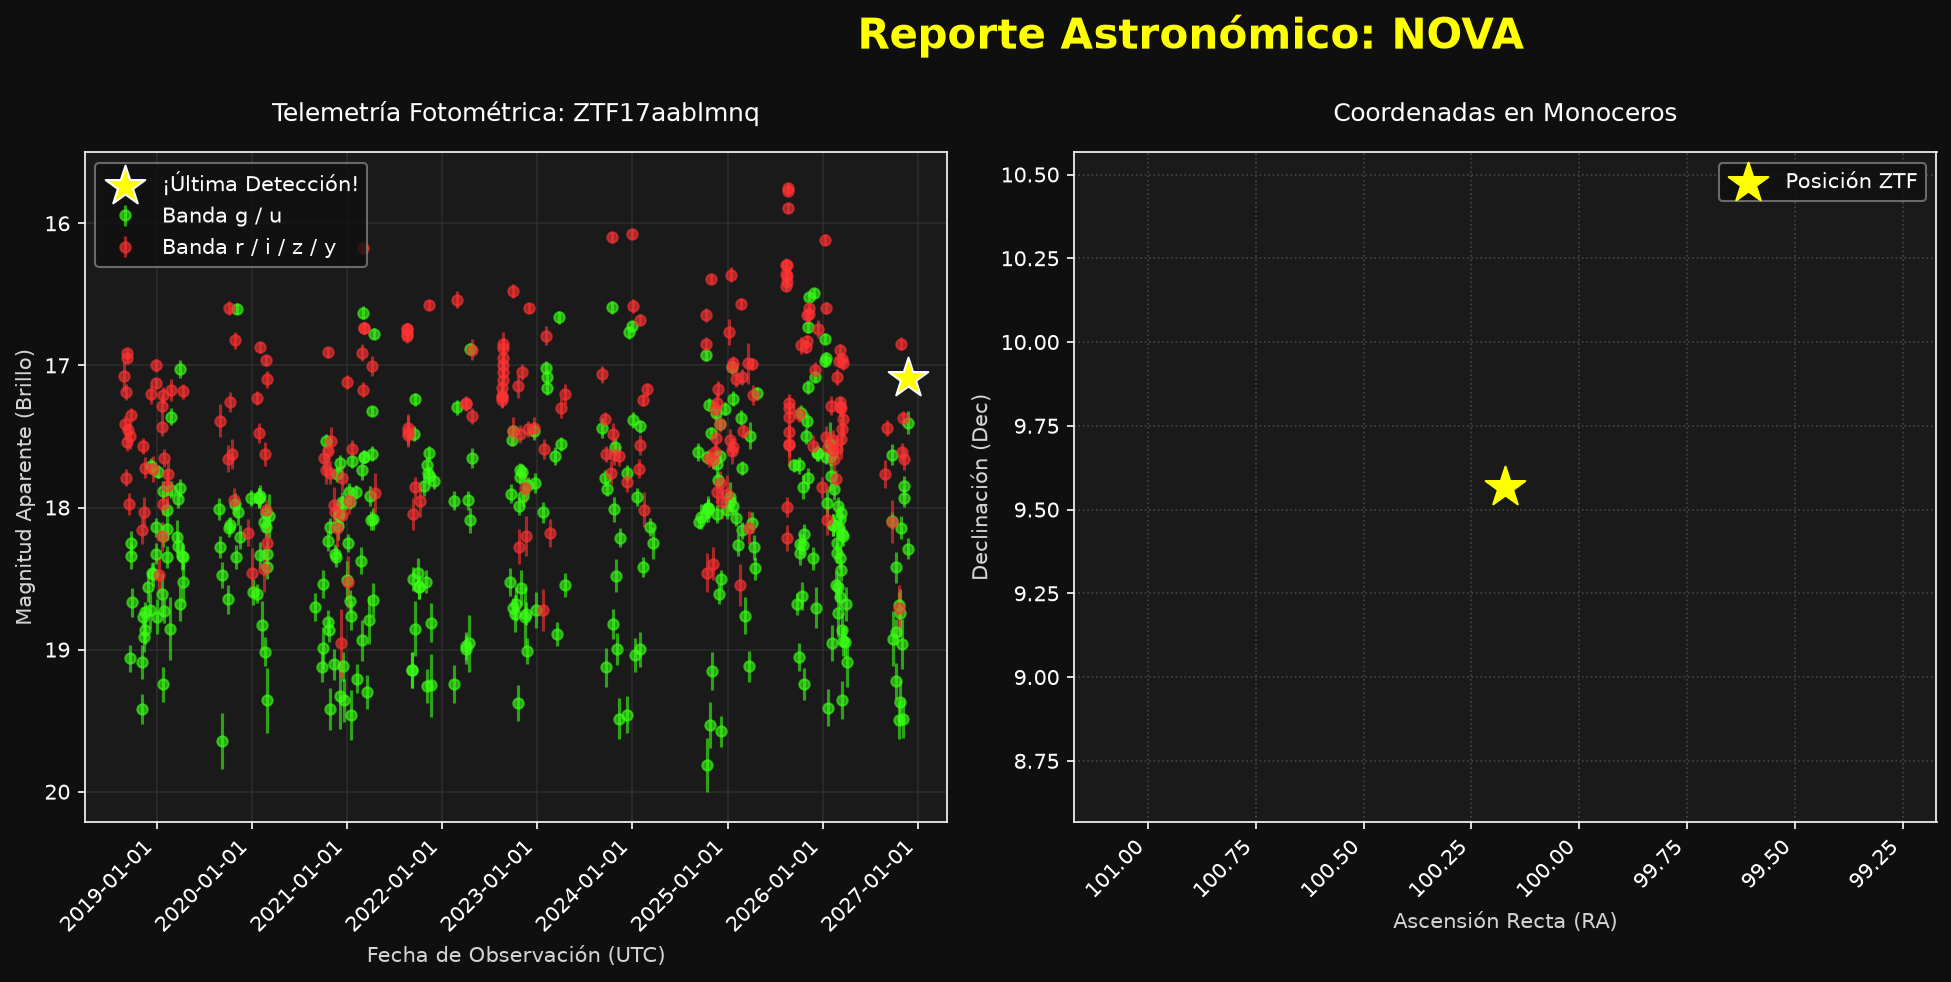 Reporte Astronómico: NOVA
Telemetría Fotométrica: ZTF17aablmnq
¡Última Detección!
Banda g / u
Banda r / i / z / y
Magnitud Aparente (Brillo)
16
17
18
19
20
2019-01-01
2020-01-01
2021-01-01
2022-01-01
2023-01-01
2024-01-01
2025-01-01
2026-01-01
2027-01-01
Fecha de Observación (UTC)
Coordenadas en Monoceros
Posición ZTF
Declinación (Dec)
10.50
10.25
10.00
9.75
9.50
9.25
9.00
8.75
101.00
100.75
100.50
100.25
100.00
99.75
99.50
99.25
Ascensión Recta (RA)